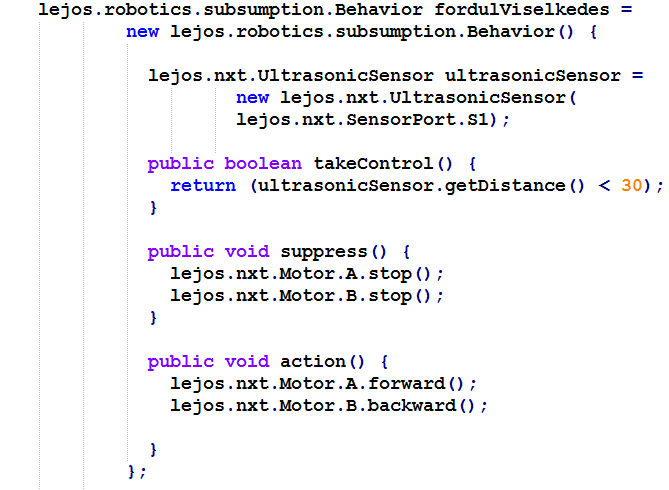 lejos.robotics.subsumption.Behavior fordulViselkedes =
new lejos.robotics.subsumption.Behavior() {
lejos.nxt.UltrasonicSensor ultrasonicSensor =
new lejos.nxt.UltrasonicSensor(
lejos.nxt.SensorPort.S1);
public boolean takeControl() {
return (ultrasonicSensor.getDistance() < 30);
}
public void suppress() {
lejos.nxt.Motor.A.stop();
lejos.nxt.Motor.B.stop();
}
public void action() {
lejos.nxt.Motor.A.forward();
lejos.nxt.Motor.B.backward();
}
};